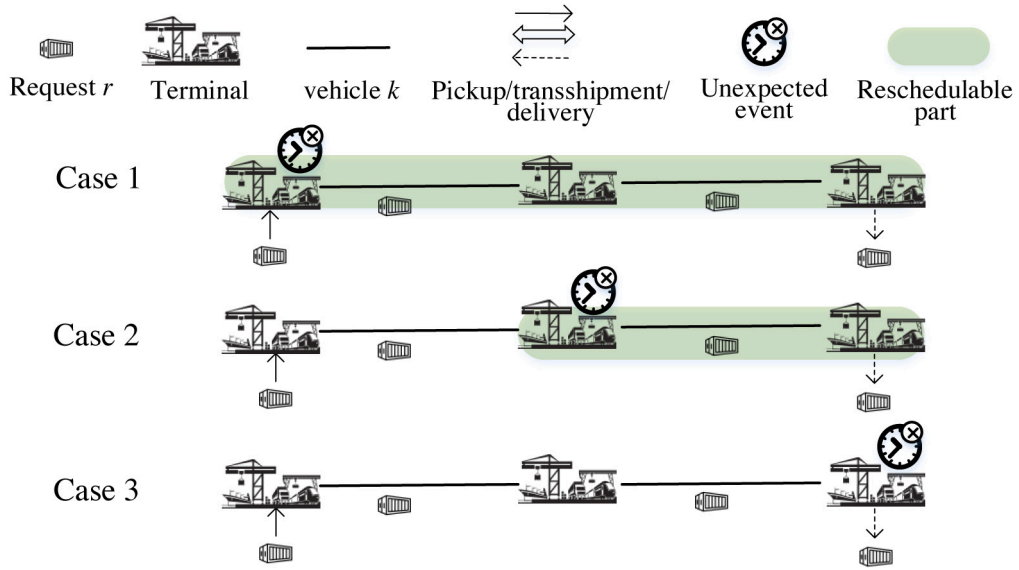 Request r
Terminal
vehicle k
Pickup/transshipment/
delivery
Unexpected
event
Reschedulable
part
Case 1
Case 2
Case 3